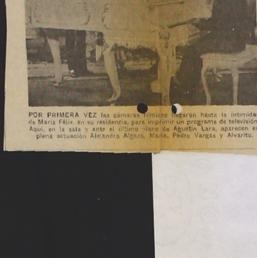 POR PRIMERA VEZ las cámaras llegaron hasta la intimidad
de María Félix, en su residencia, para imprimir un programa de televisión.
Aquí, en la sala y ante el último piano de Agustín Lara, aparecen en
plena actuación Alejandro Algara, María, Pedro Vargas y Alvarito.